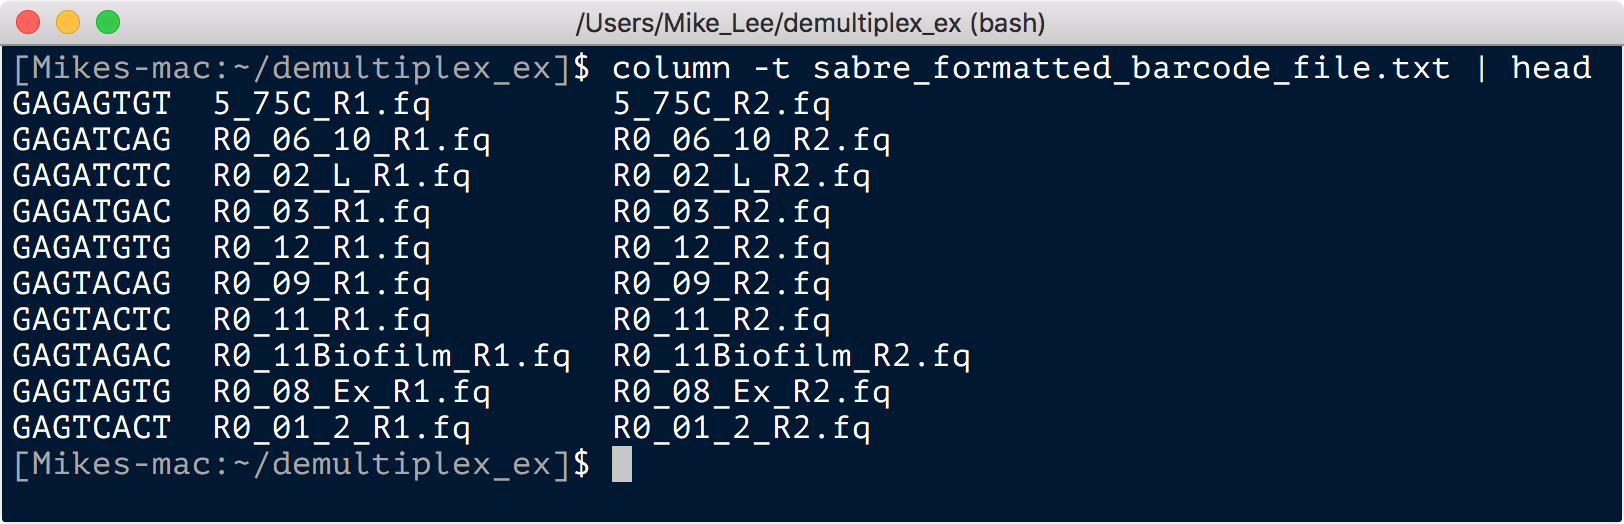 /Users/Mike_Lee/demultiplex_ex (bash)
[Mikes-mac:~/demultiplex_ex]$ column -t sabre_formatted_barcode_file.txt | head
GAGAGTGT  5_75C_R1.fq         5_75C_R2.fq
GAGATCAG  R0_06_10_R1.fq      R0_06_10_R2.fq
GAGATCTC  R0_02_L_R1.fq       R0_02_L_R2.fq
GAGATGAC  R0_03_R1.fq         R0_03_R2.fq
GAGATGTG  R0_12_R1.fq         R0_12_R2.fq
GAGTACAG  R0_09_R1.fq         R0_09_R2.fq
GAGTACTC  R0_11_R1.fq         R0_11_R2.fq
GAGTAGAC  R0_11Biofilm_R1.fq  R0_11Biofilm_R2.fq
GAGTAGTG  R0_08_Ex_R1.fq      R0_08_Ex_R2.fq
GAGTCACT  R0_01_2_R1.fq       R0_01_2_R2.fq
[Mikes-mac:~/demultiplex_ex]$